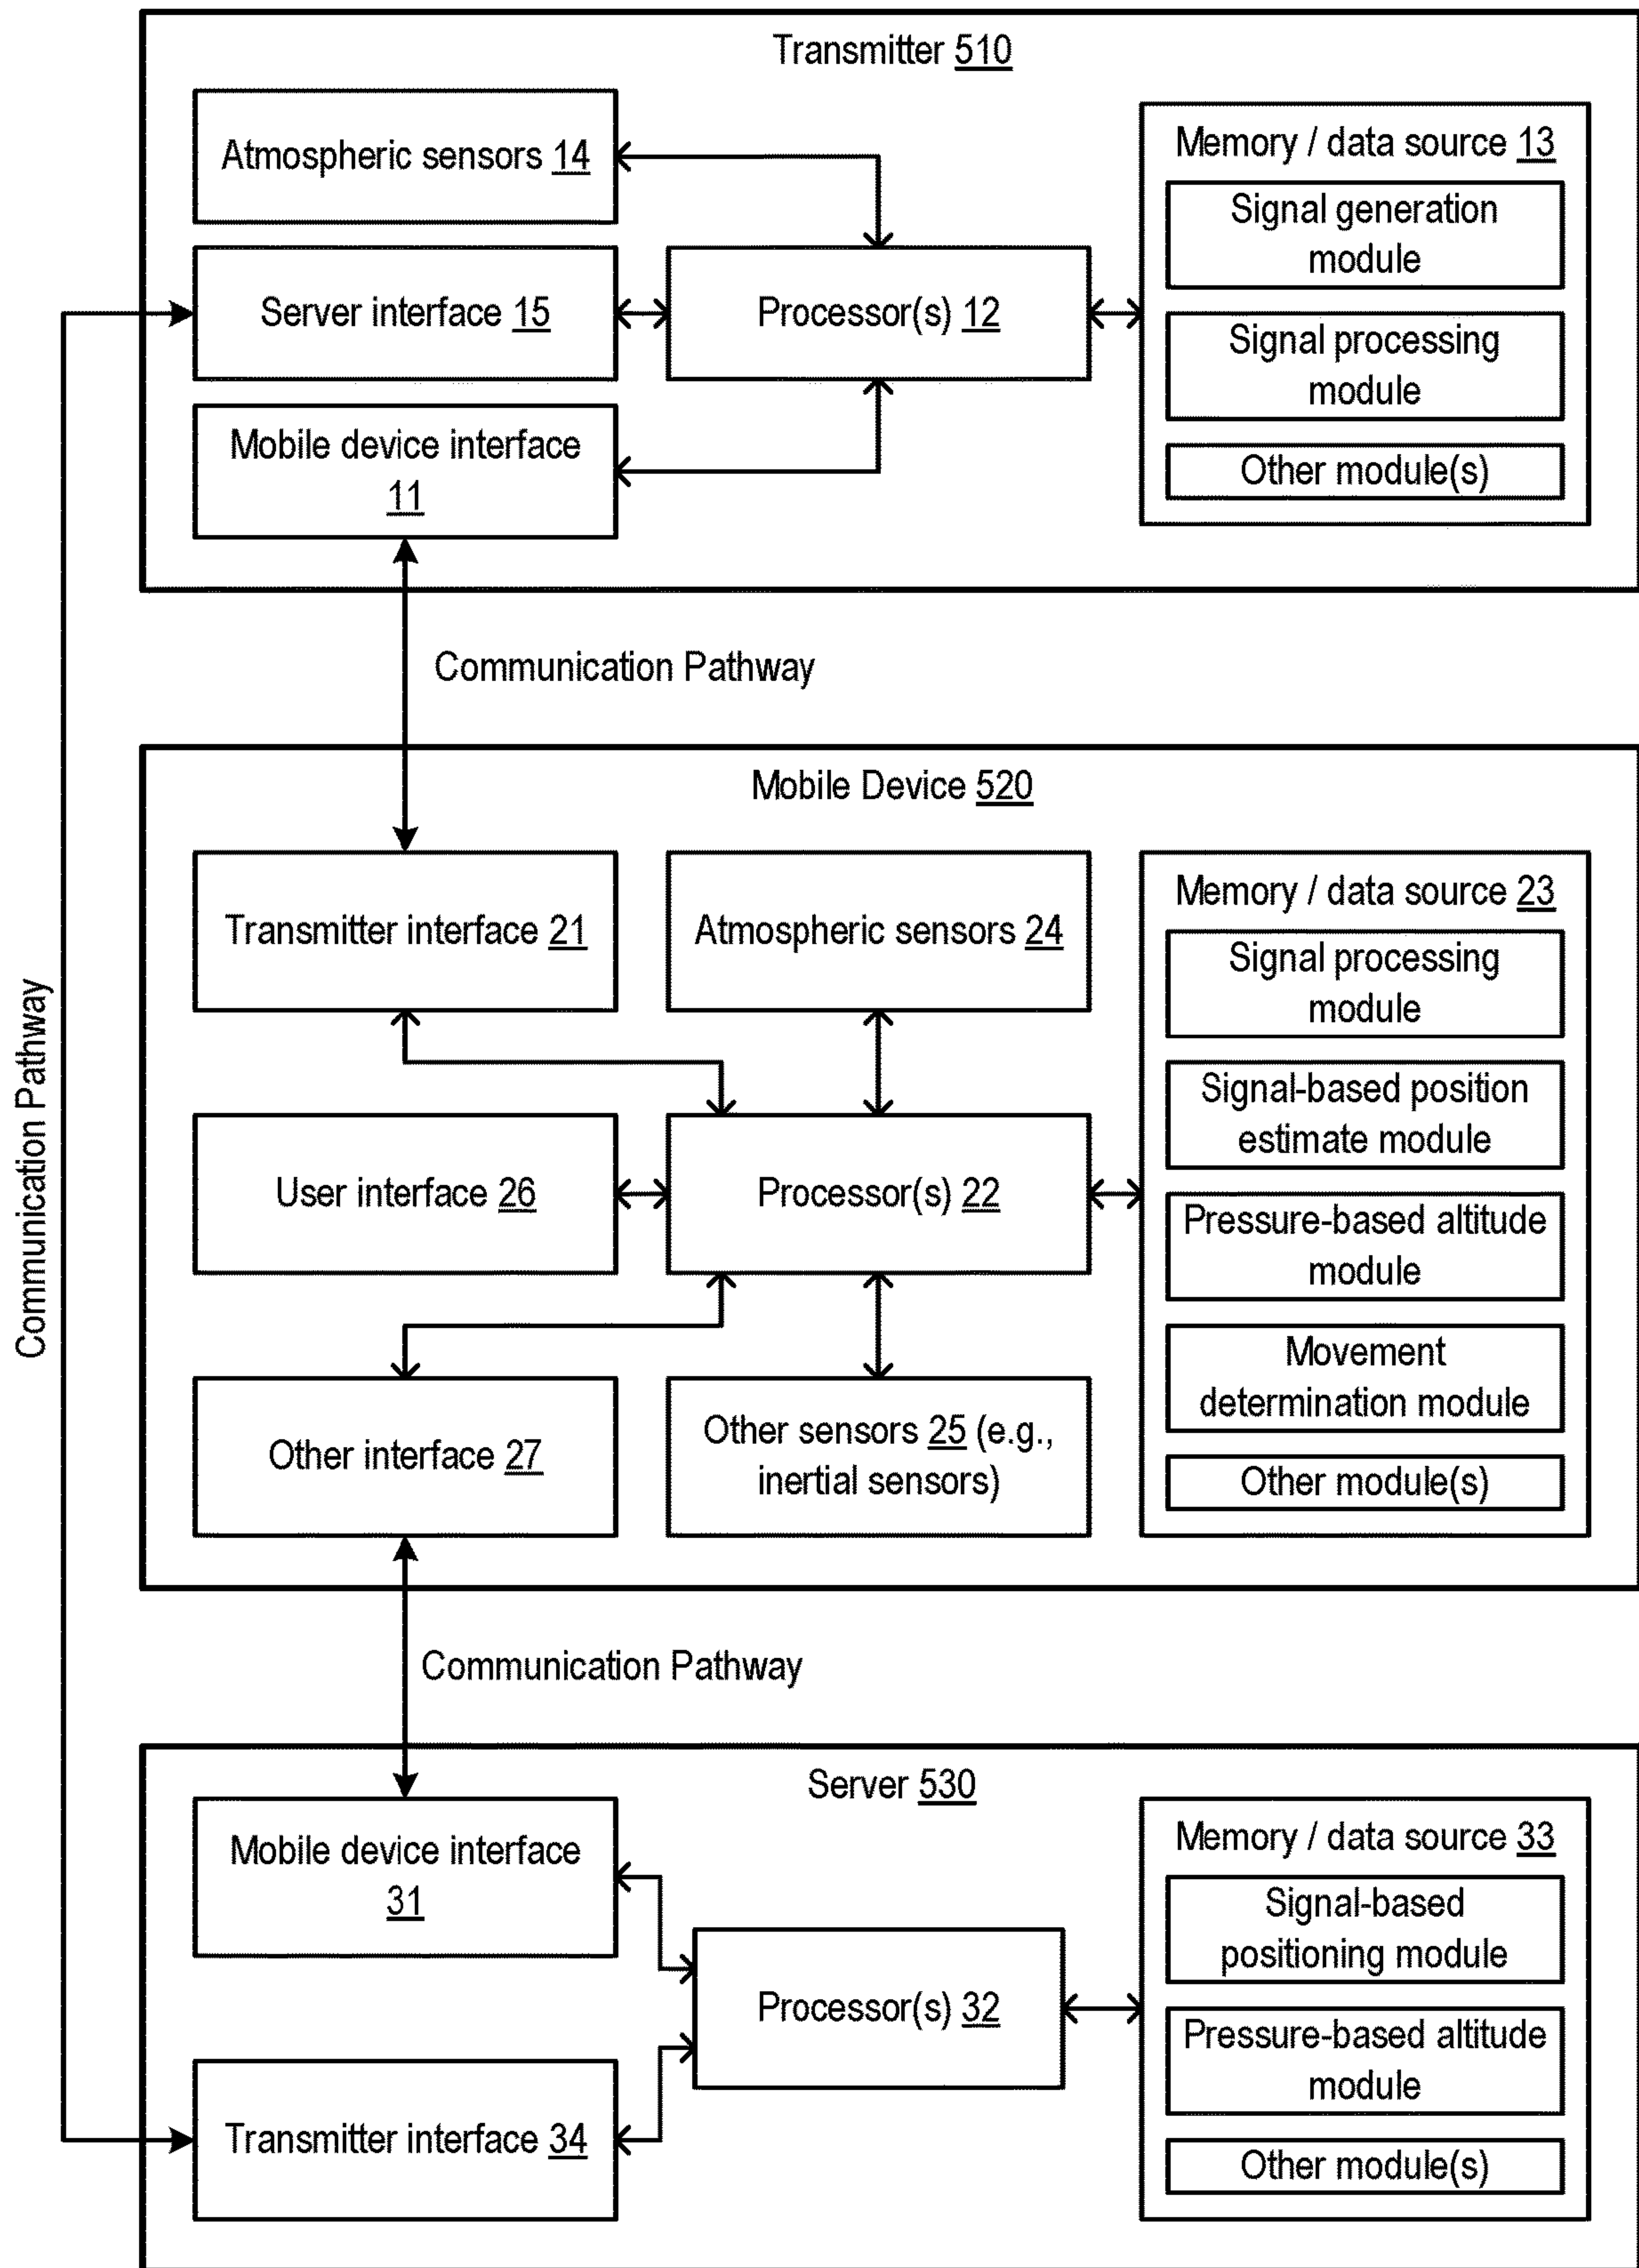 Transmitter 510
Atmospheric sensors 14
Server interface 15
Mobile device interface
11
Processor(s) 12
Memory / data source 13
Signal generation
module
Signal processing
module
Other module(s)
Communication Pathway
Communication Pathway
Mobile Device 520
Transmitter interface 21
Atmospheric sensors 24
User interface 26
Processor(s) 22
Other interface 27
Other sensors 25 (e.g.,
inertial sensors)
Memory / data source 23
Signal processing
module
Signal-based position
estimate module
Pressure-based altitude
module
Movement
determination module
Other module(s)
Communication Pathway
Server 530
Mobile device interface
31
Transmitter interface 34
Processor(s) 32
Memory / data source 33
Signal-based
positioning module
Pressure-based altitude
module
Other module(s)